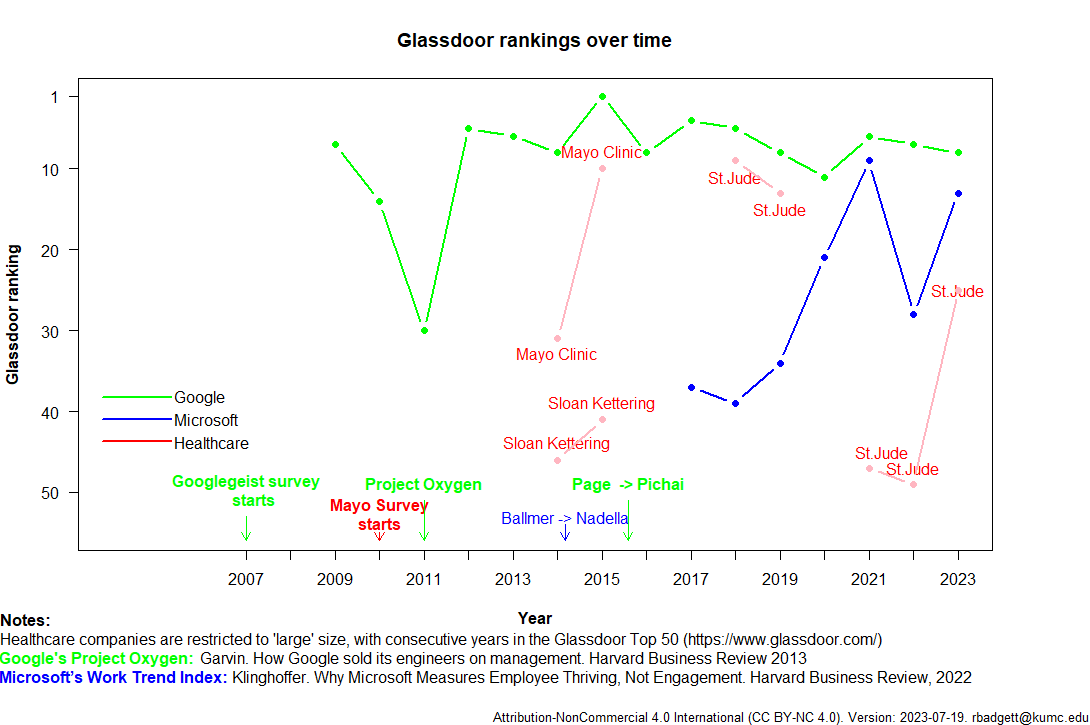 Glassdoor rankings over time
1
10
20
30
40
50
Glassdoor ranking
Mayo Clinic
St.Jude
St.Jude
St.Jude
Mayo Clinic
Sloan Kettering
Sloan Kettering
St.Jude
St.Jude
Google
Microsoft
Healthcare
Googlegeist survey
starts
Project Oxygen
Page -> Pichai
Mayo Survey
starts
Ballmer -> Nadella
2007 2009 2011 2013 2015 2017 2019 2021 2023
Year
Notes:
Healthcare companies are restricted to 'large' size, with consecutive years in the Glassdoor Top 50 (https://www.glassdoor.com/)
Google's Project Oxygen: Garvin. How Google sold its engineers on management. Harvard Business Review 2013
Microsoft's Work Trend Index: Klinghoffer. Why Microsoft Measures Employee Thriving, Not Engagement. Harvard Business Review, 2022
Attribution-NonCommercial 4.0 International (CC BY-NC 4.0). Version: 2023-07-19. rbadgett@kumc.edu